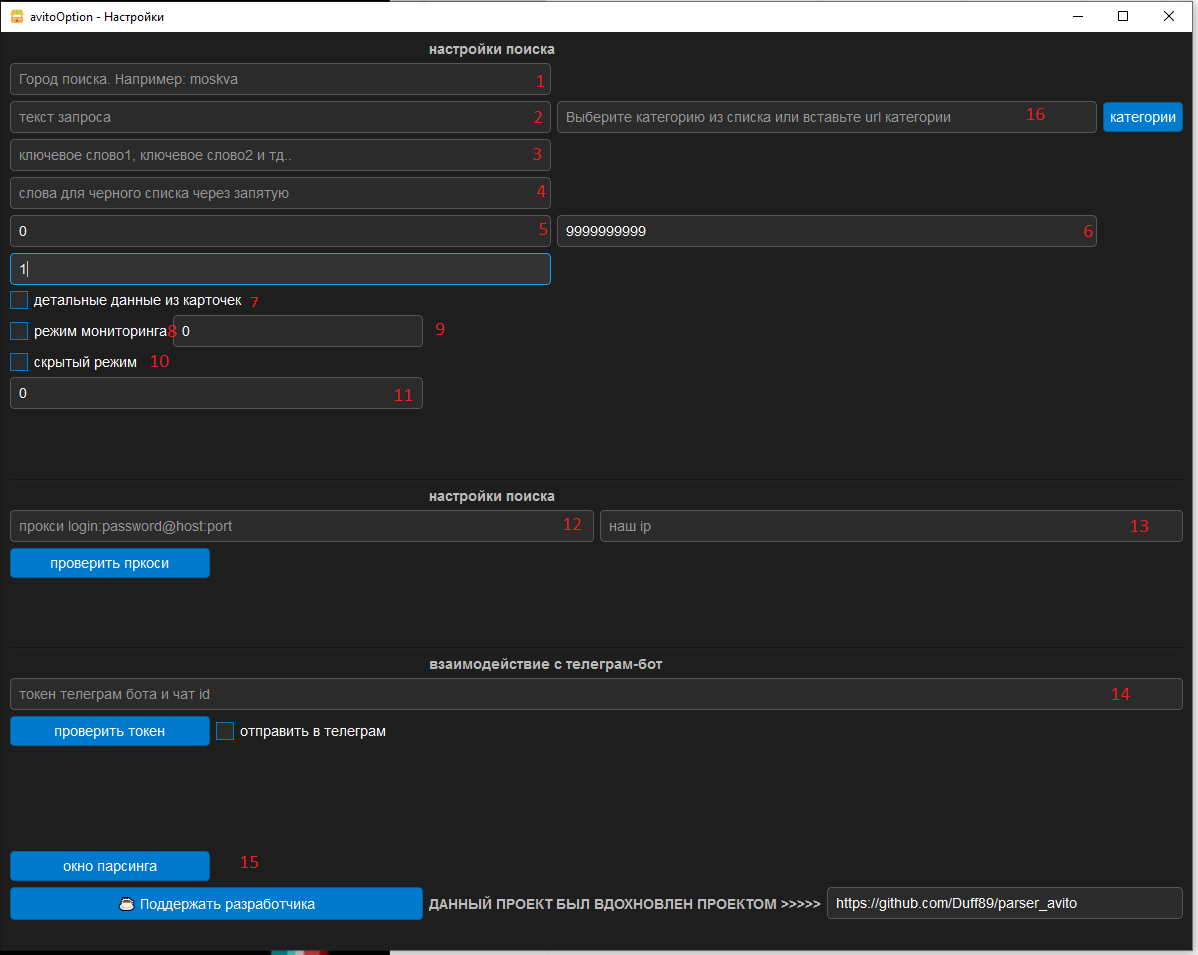 avitoOption - Настройки
настройки поиска
Город поиска. Например: moskva 1
текст запроса 2 Выберите категорию из списка или вставьте url категории 16 категории
ключевое слово1, ключевое слово2 и тд.. 3
слова для черного списка через запятую 4
0 5 9999999999 6
1
детальные данные из карточек 7
режим мониторинга 8 0 9
скрытый режим 10
0 11
настройки поиска
прокси login:password@host:port 12 наш ip 13
проверить пркоси
взаимодействие с телеграм-бот
токен телеграм бота и чат id 14
проверить токен отправить в телеграм
окно парсинга 15
Поддержать разработчика ДАННЫЙ ПРОЕКТ БЫЛ ВДОХНОВЛЕН ПРОЕКТОМ >>>>> https://github.com/Duff89/parser_avito